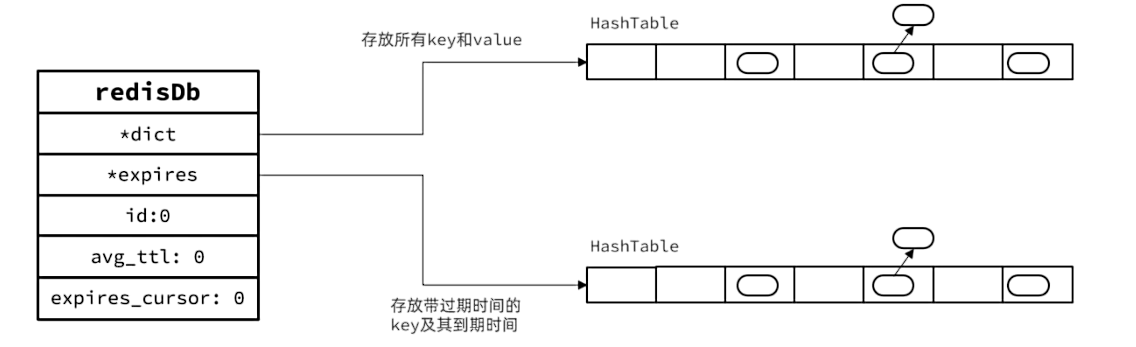 HashTable
存放所有key和value
redisDb
*dict
*expires
id:0
avg_ttl: 0
expires_cursor: 0
HashTable
存放带过期时间的
key及其到期时间